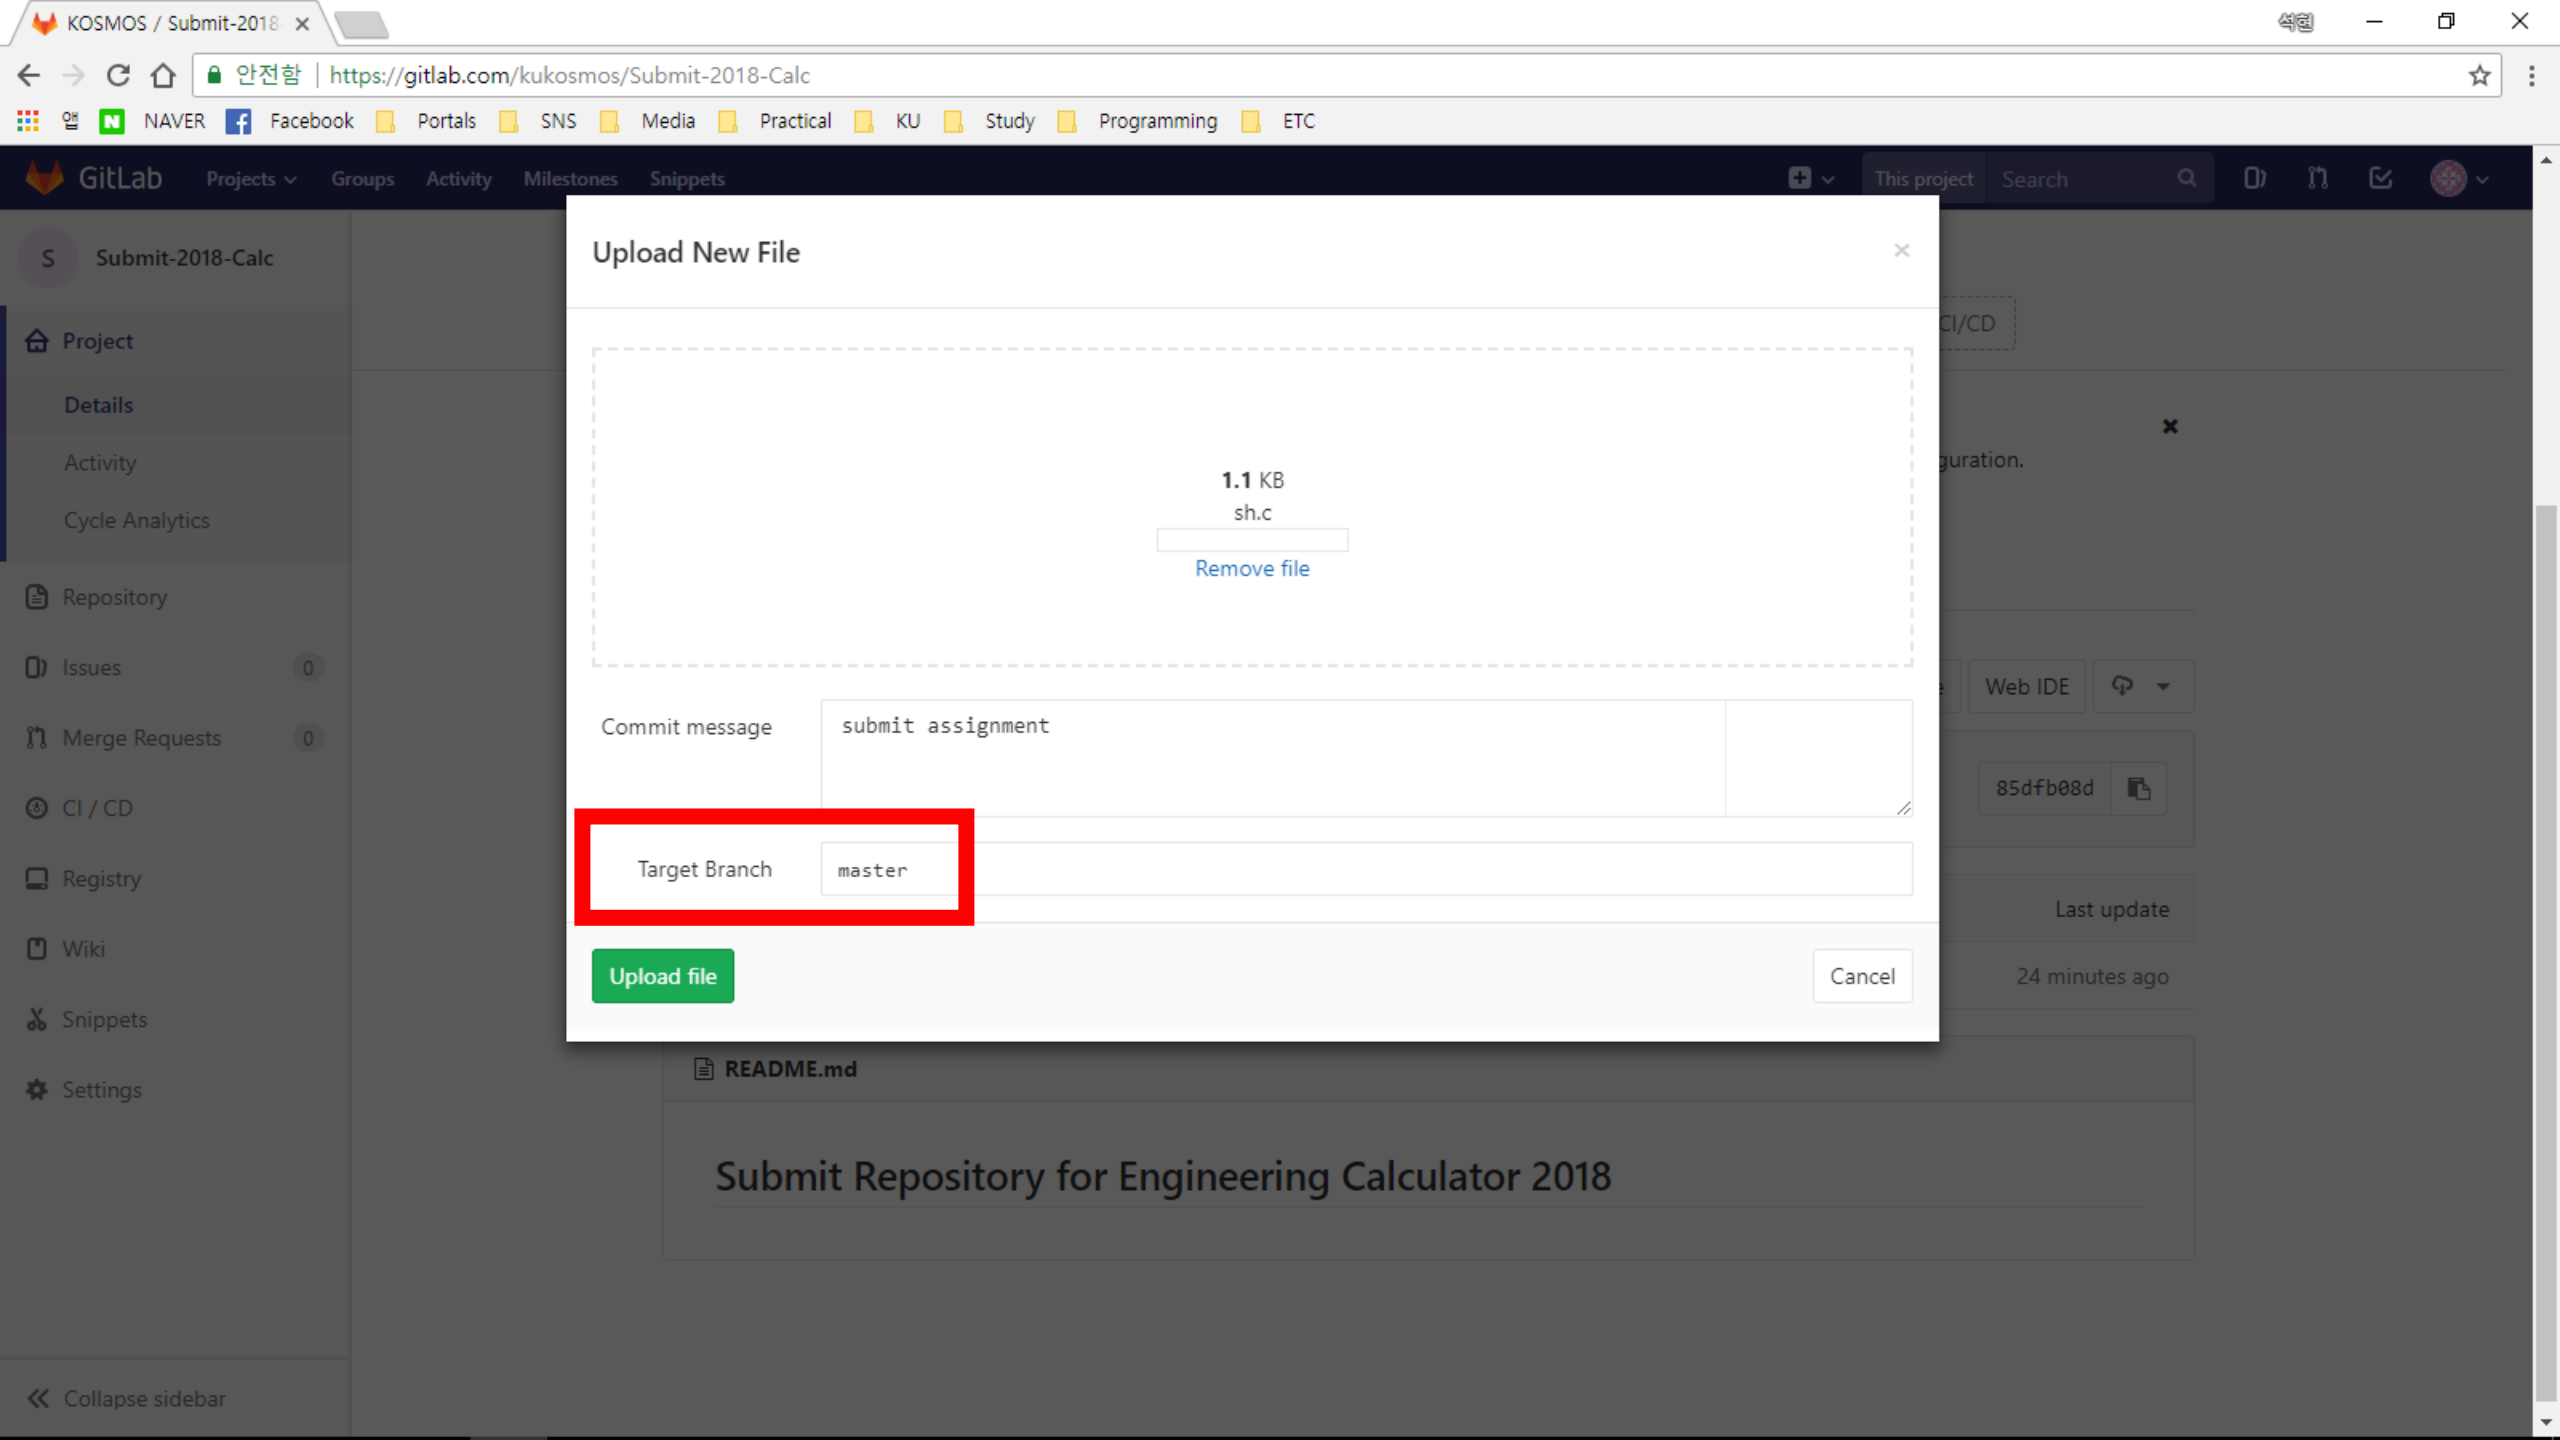 KOSMOS / Submit-2018
석현
안전함 https://gitlab.com/kukosmos/Submit-2018-Calc
앱 NAVER Facebook Portals SNS Media Practical KU Study Programming ETC
GitLab Projects Groups Activity Milestones Snippets This project Search
S Submit-2018-Calc
Upload New File
CI/CD
Project
Details
Activity
guration.
1.1 KB
sh.c
Cycle Analytics
Remove file
Repository
Issues 0
Web IDE
Commit message submit assignment
Merge Requests 0
85dfb08d
CI / CD
Target Branch master
Registry
Last update
Wiki
Upload file Cancel
24 minutes ago
Snippets
README.md
Settings
Submit Repository for Engineering Calculator 2018
Collapse sidebar